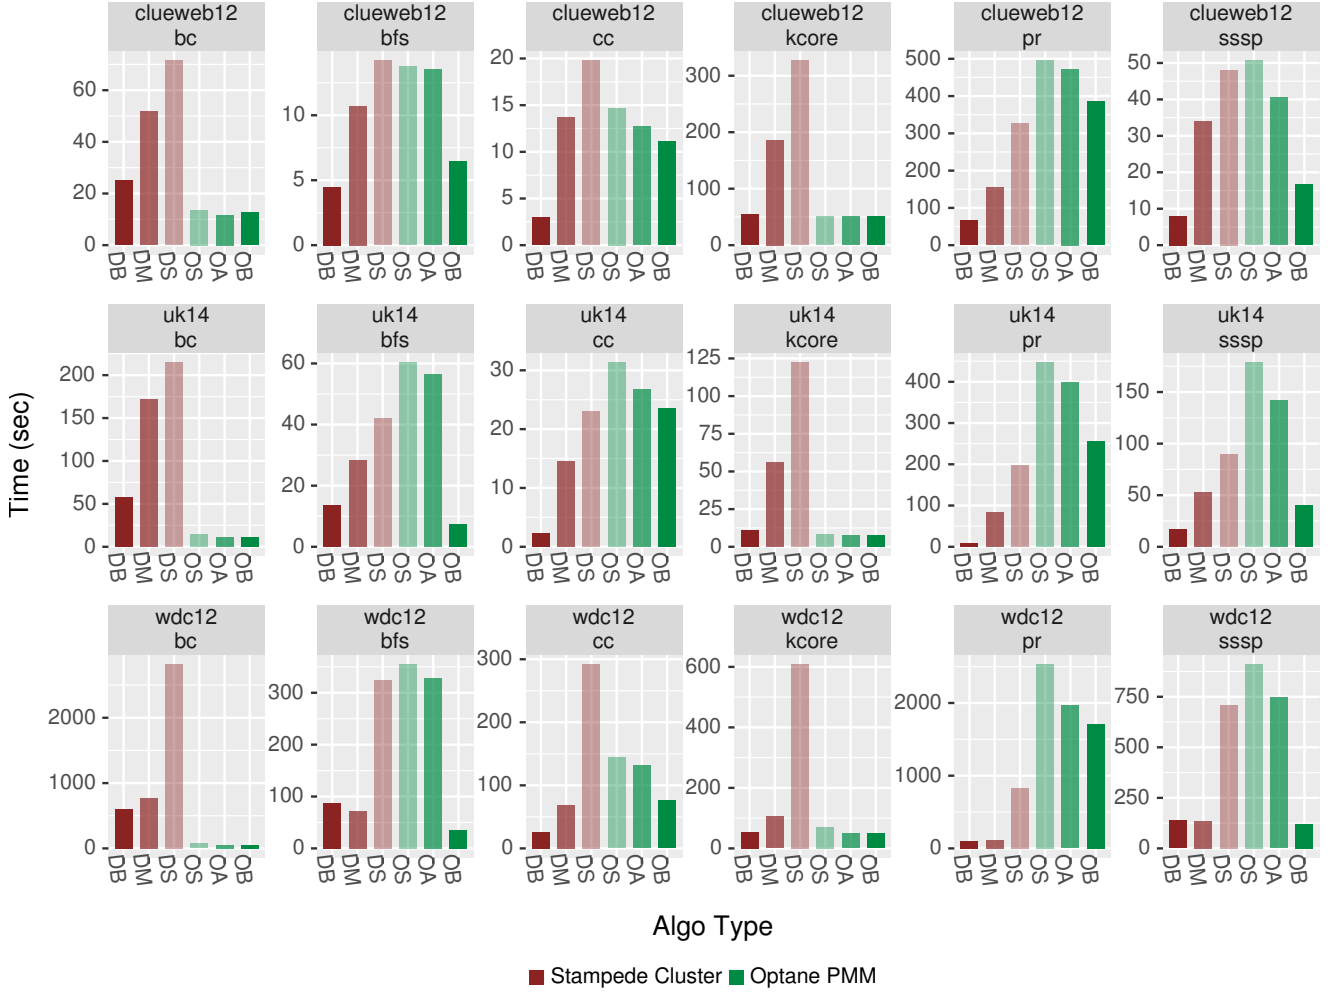 clueweb12
bc
clueweb12
bfs
clueweb12
cc
clueweb12
kcore
clueweb12
pr
clueweb12
sssp
60
40
20
0
10
5
0
20
15
10
5
0
300
200
100
0
500
400
300
200
100
0
50
40
30
20
10
0
DB DM DS OS OA OB
DB DM DS OS OA OB
DB DM DS OS OA OB
DB DM DS OS OA OB
DB DM DS OS OA OB
DB DM DS OS OA OB
uk14
bc
uk14
bfs
uk14
cc
uk14
kcore
uk14
pr
uk14
sssp
Time (sec)
200
150
100
50
0
60
40
20
0
30
20
10
0
125
100
75
50
25
0
400
300
200
100
0
150
100
50
0
DB DM DS OS OA OB
DB DM DS OS OA OB
DB DM DS OS OA OB
DB DM DS OS OA OB
DB DM DS OS OA OB
DB DM DS OS OA OB
wdc12
bc
wdc12
bfs
wdc12
cc
wdc12
kcore
wdc12
pr
wdc12
sssp
2000
1000
0
300
200
100
0
300
200
100
0
600
400
200
0
2000
1000
0
750
500
250
0
DB DM DS OS OA OB
DB DM DS OS OA OB
DB DM DS OS OA OB
DB DM DS OS OA OB
DB DM DS OS OA OB
DB DM DS OS OA OB
Algo Type
Stampede Cluster Optane PMM